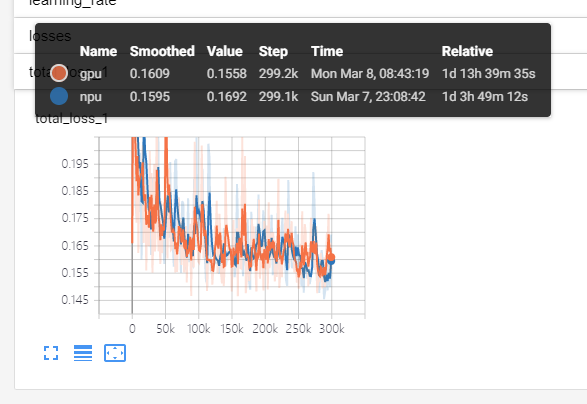 learning_rate
losses
total_loss_1
Name Smoothed Value Step Time Relative
gpu 0.1609 0.1558 299.2k Mon Mar 8, 08:43:19 1d 13h 39m 35s
npu 0.1595 0.1692 299.1k Sun Mar 7, 23:08:42 1d 3h 49m 12s
total_loss_1
0.195
0.185
0.175
0.165
0.155
0.145
0 50k 100k 150k 200k 250k 300k